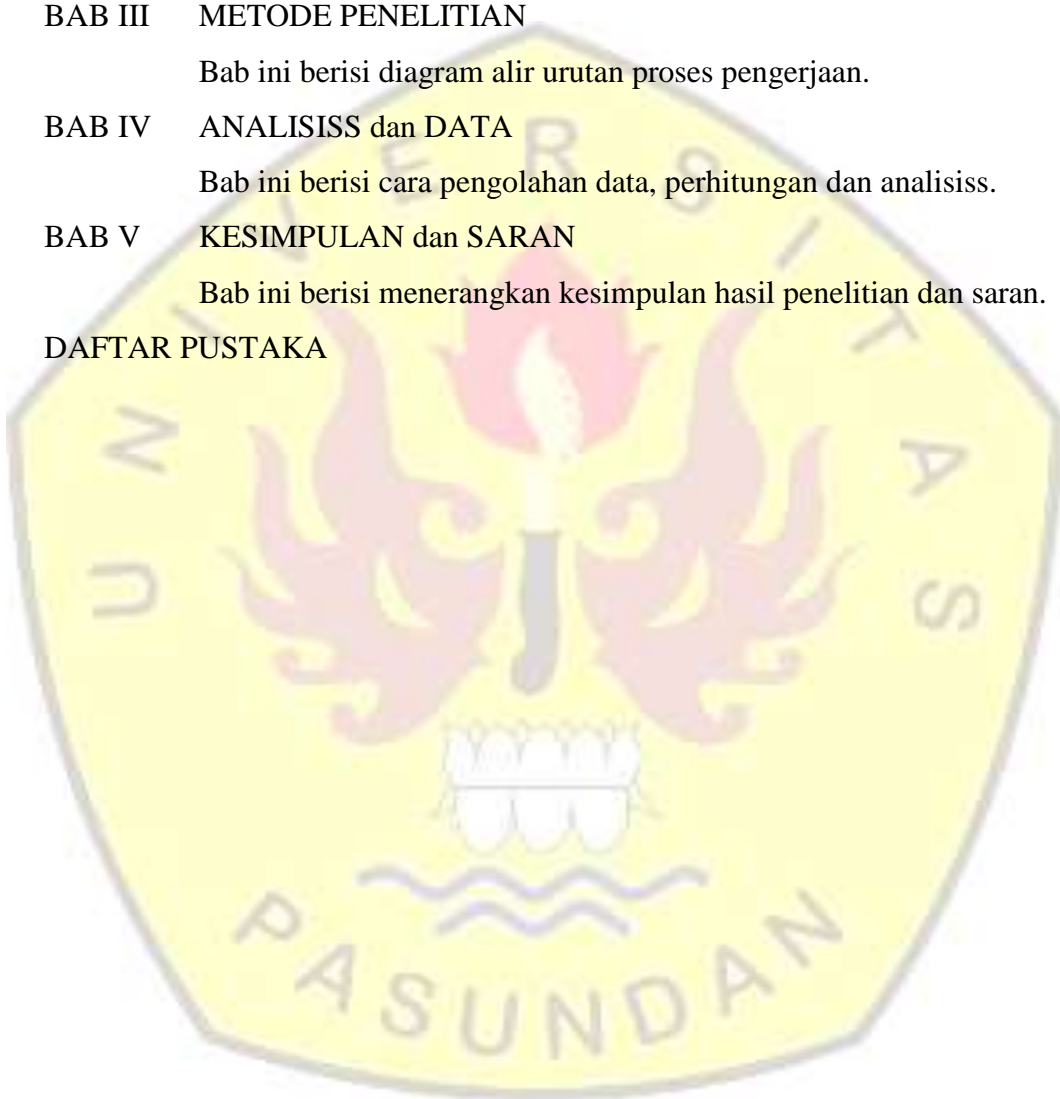 BAB III METODE PENELITIAN
Bab ini berisi diagram alir urutan proses pengerjaan.
BAB IV ANALISISS dan DATA
Bab ini berisi cara pengolahan data, perhitungan dan analisiss.
BAB V KESIMPULAN dan SARAN
Bab ini berisi menerangkan kesimpulan hasil penelitian dan saran.
DAFTAR PUSTAKA
UNIVERSITAS
PASUNDAN